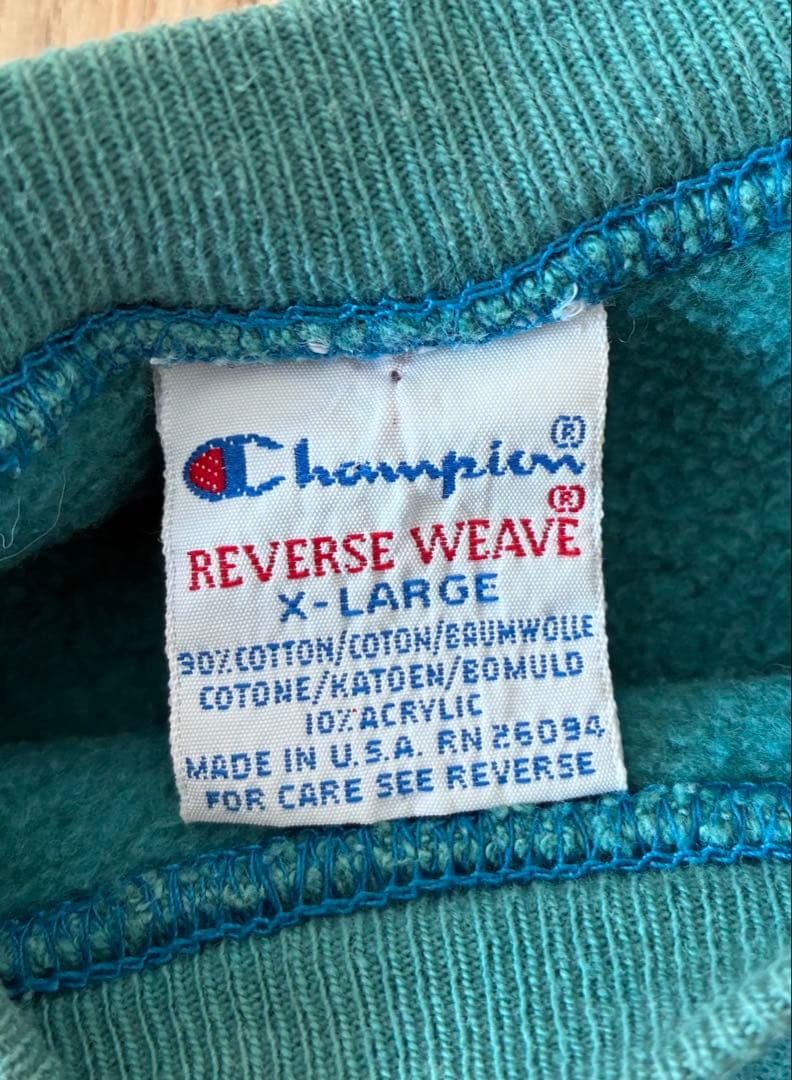 Champion®
REVERSE WEAVE®
X-LARGE
90% COTTON/COTON/BAUMWOLLE
COTONE/KATOEN/BOMULD
10% ACRYLIC
MADE IN U.S.A. RN 26094
FOR CARE SEE REVERSE